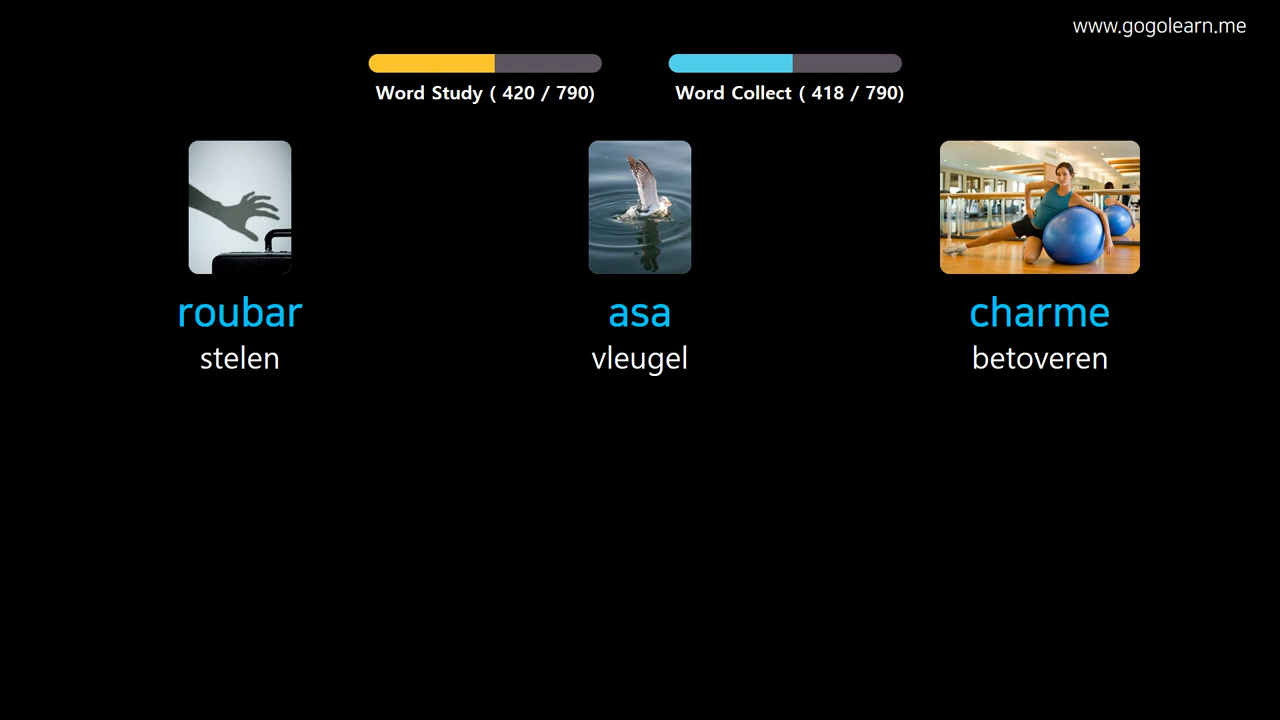 www.gogolearn.me
Word Study ( 420 / 790)
Word Collect ( 418 / 790)
roubar
stelen
asa
vleugel
charme
betoveren